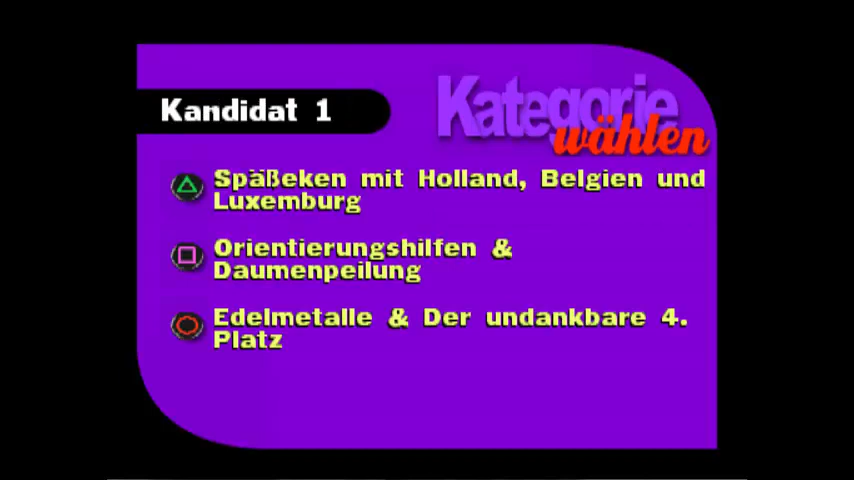 Kategorie
wählen
Kandidat 1
Späßeken mit Holland, Belgien und
Luxemburg
Orientierungshilfen &
Daumenpeilung
Edelmetalle & Der undankbare 4.
Platz